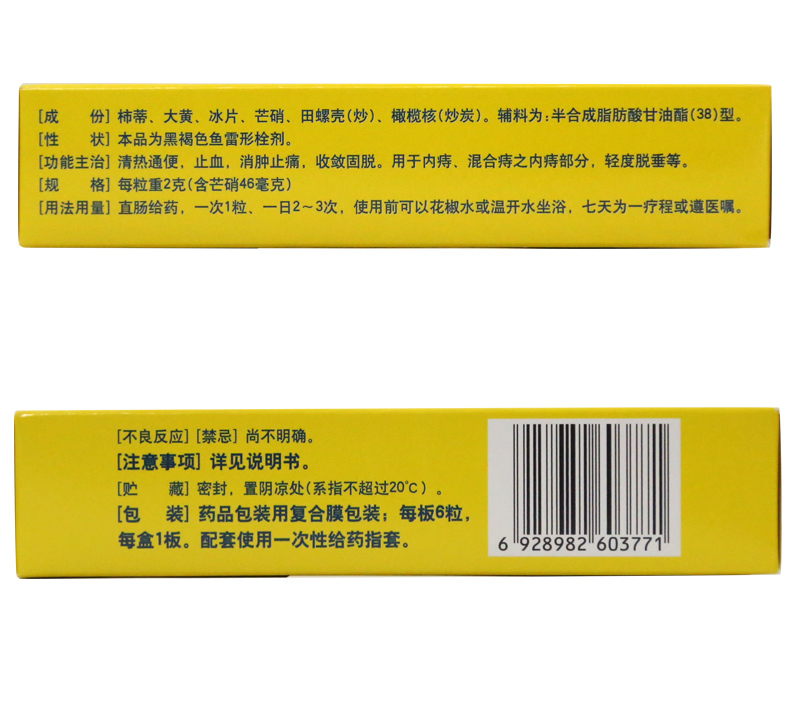 [成 份] 柿蒂、大黄、冰片、芒硝、田螺壳(炒)、橄榄核(炒炭)。辅料为:半合成脂肪酸甘油酯(38)型。
[性 状] 本品为黑褐色鱼雷形栓剂。
[功能主治] 清热通便，止血，消肿止痛，收敛固脱。用于内痔、混合痔之内痔部分，轻度脱垂等。
[规 格] 每粒重2克(含芒硝46毫克)
[用法用量] 直肠给药，一次1粒、一日2～3次，使用前可以花椒水或温开水坐浴，七天为一疗程或遵医嘱。
[不良反应] [禁忌] 尚不明确。
[注意事项] 详见说明书。
[贮 藏] 密封，置阴凉处(系指不超过20℃) 。
[包 装] 药品包装用复合膜包装；每板6粒，
每盒1板。配套使用一次性给药指套。
6 928982 603771